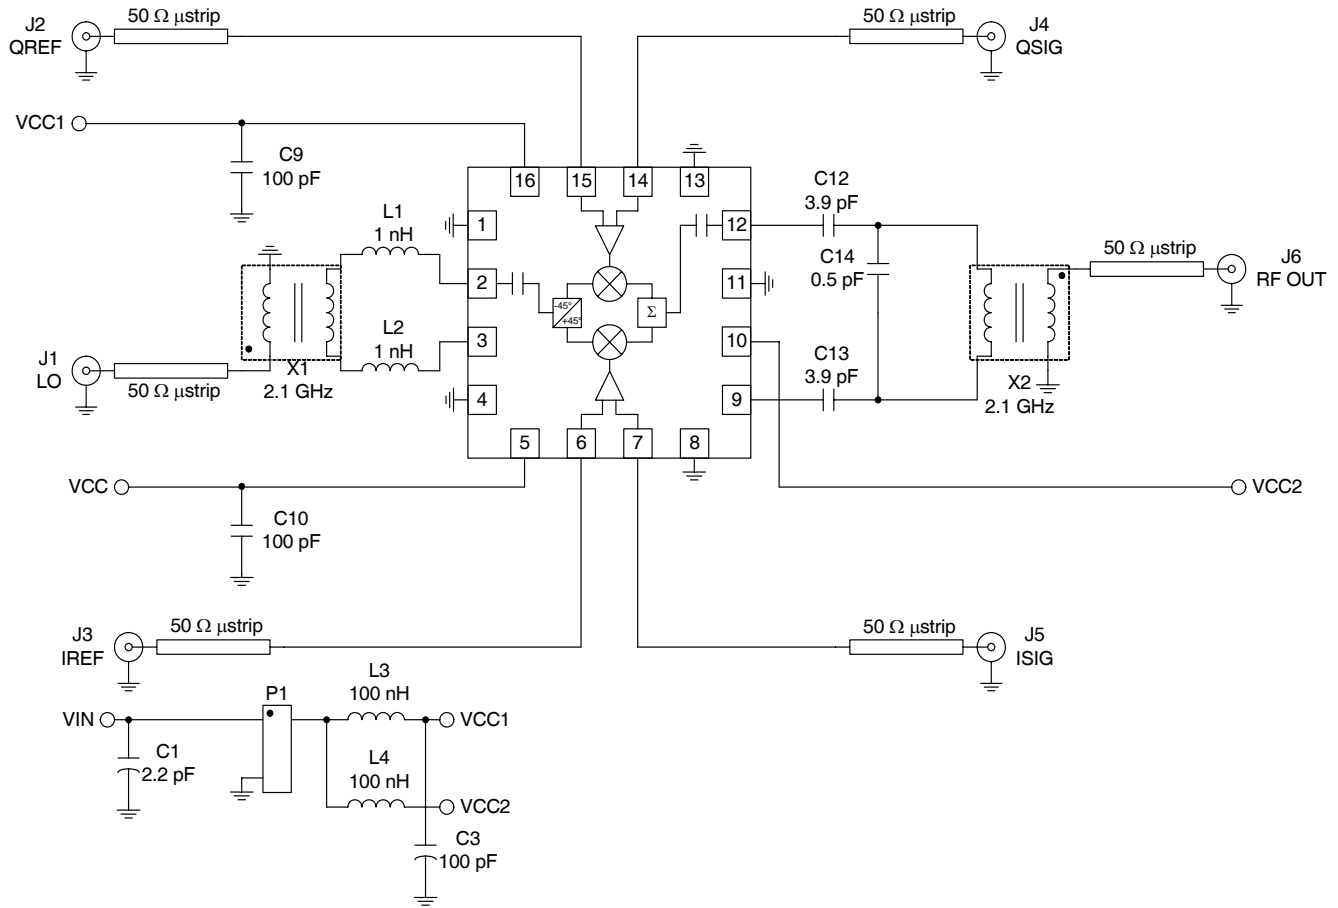 J2
QREF
50 Ω μstrip
50 Ω μstrip
J4
QSIG
VCC1
C9
100 pF
16
15
14
13
L1
1 nH
1
12
C12
3.9 pF
C14
0.5 pF
50 Ω μstrip
J6
RF OUT
2
-45°
+45°
Σ
11
L2
1 nH
3
10
J1
LO
50 Ω μstrip
X1
2.1 GHz
C13
3.9 pF
X2
2.1 GHz
4
9
5
6
7
8
VCC
VCC2
C10
100 pF
J3
IREF
50 Ω μstrip
50 Ω μstrip
J5
ISIG
VIN
P1
L3
100 nH
VCC1
C1
2.2 pF
L4
100 nH
VCC2
C3
100 pF